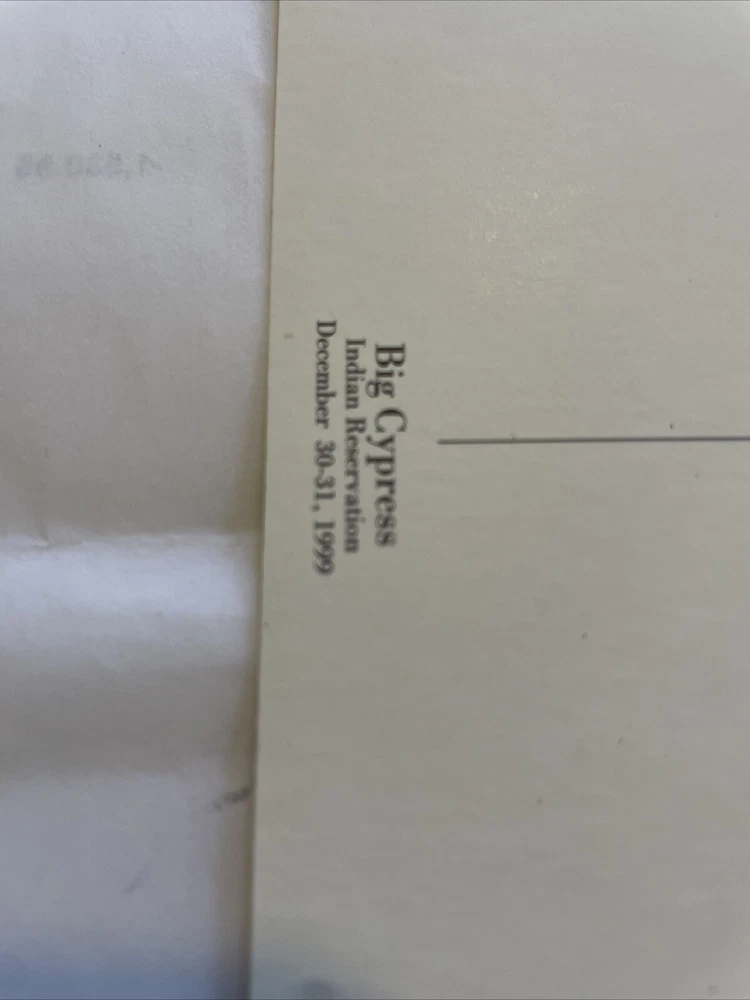 Big Cypress
Indian Reservation
December 30-31, 1999